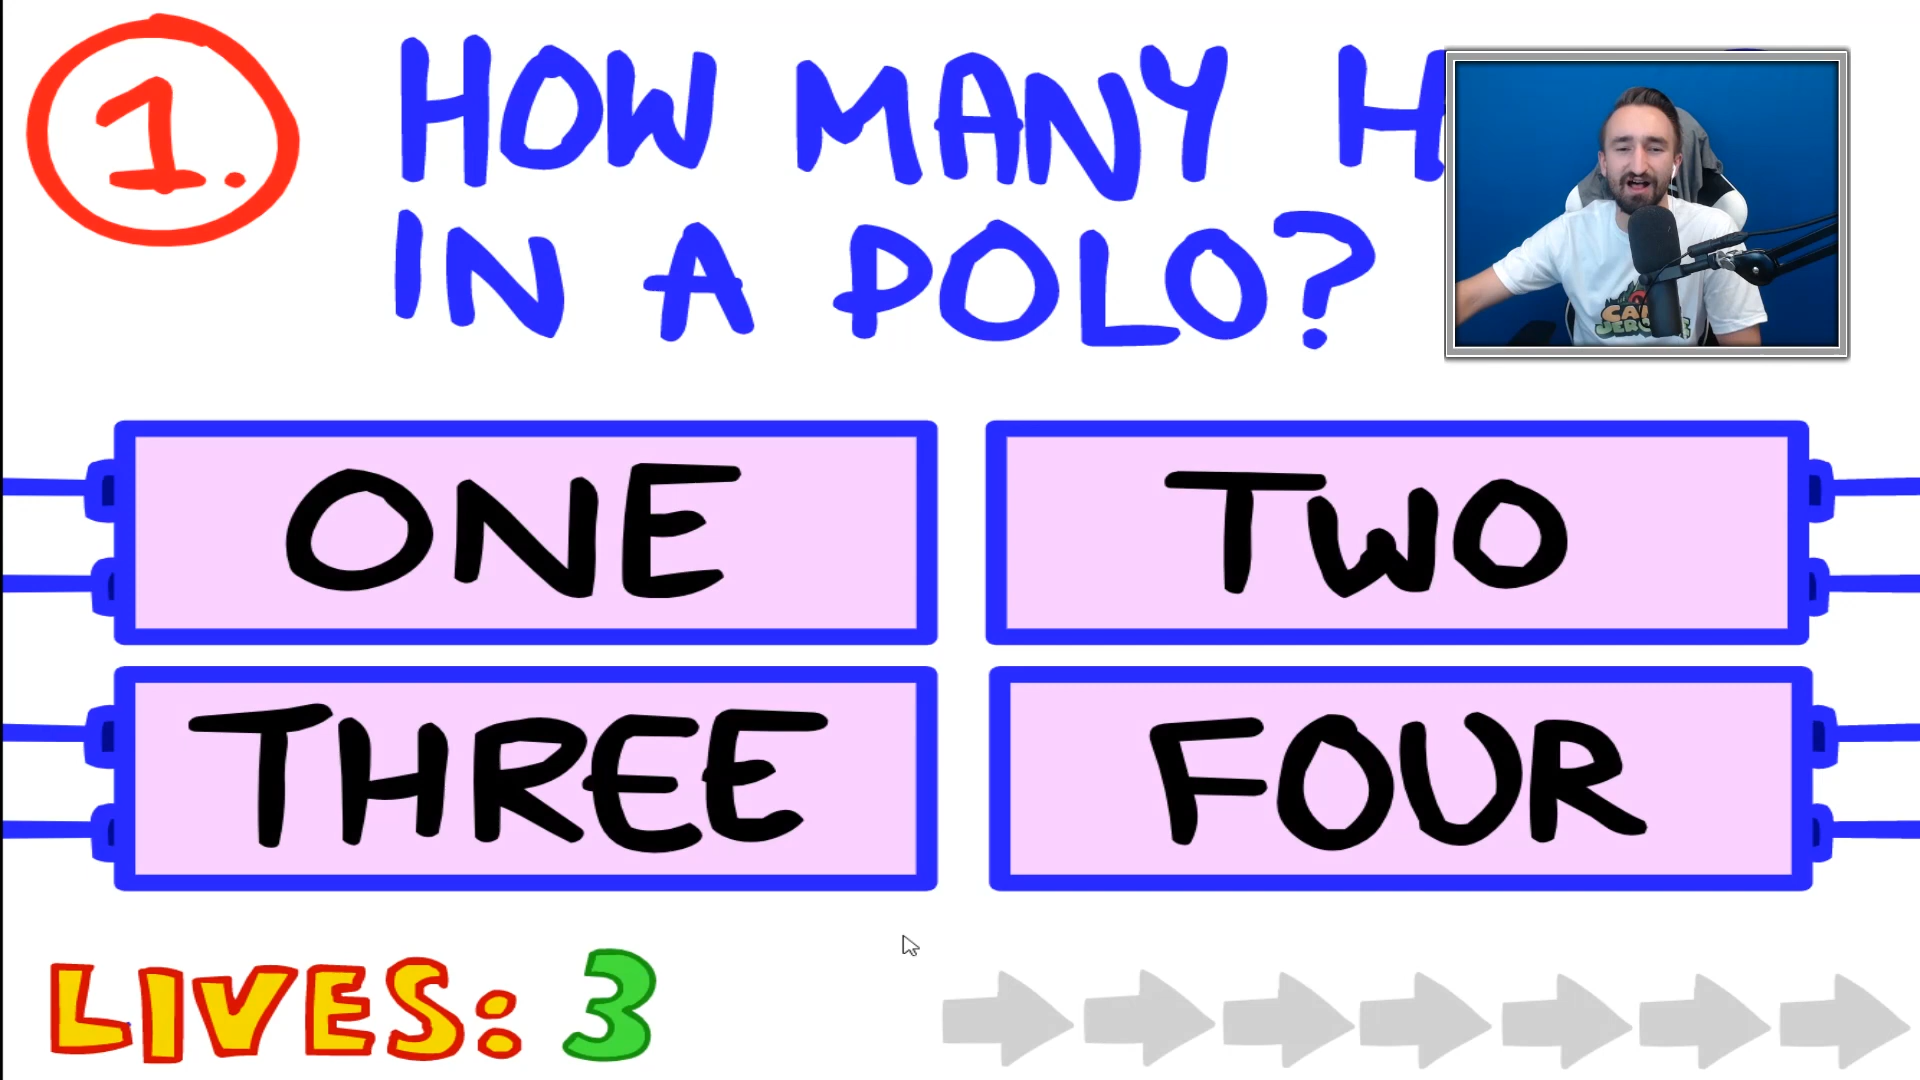 1. HOW MANY
IN A POLO?
ONE
TWO
THREE
FOUR
LIVES: 3